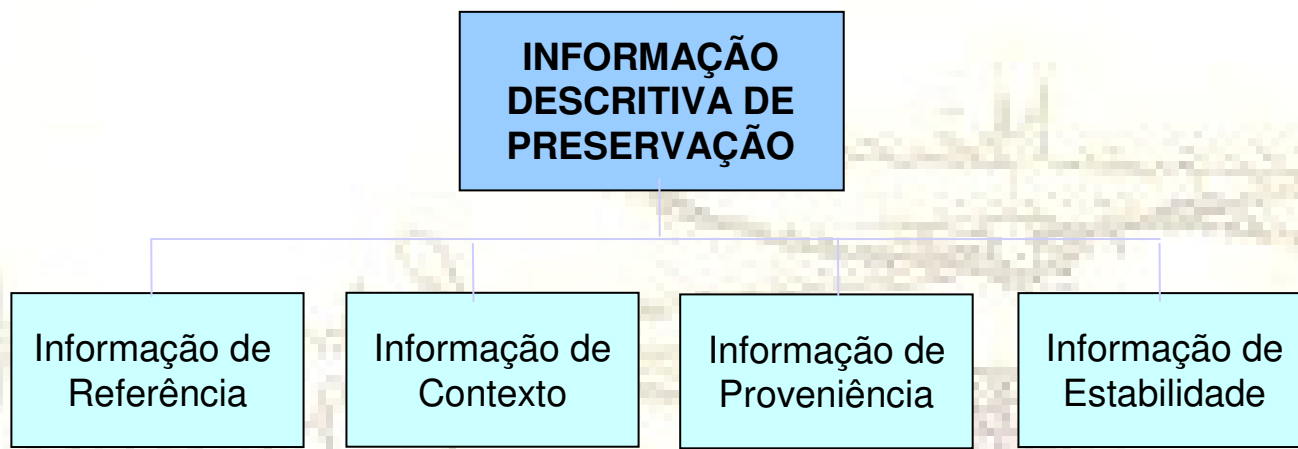 INFORMAÇÃO
DESCRITIVA DE
PRESERVAÇÃO
Informação de
Referência
Informação de
Contexto
Informação de
Proveniência
Informação de
Estabilidade